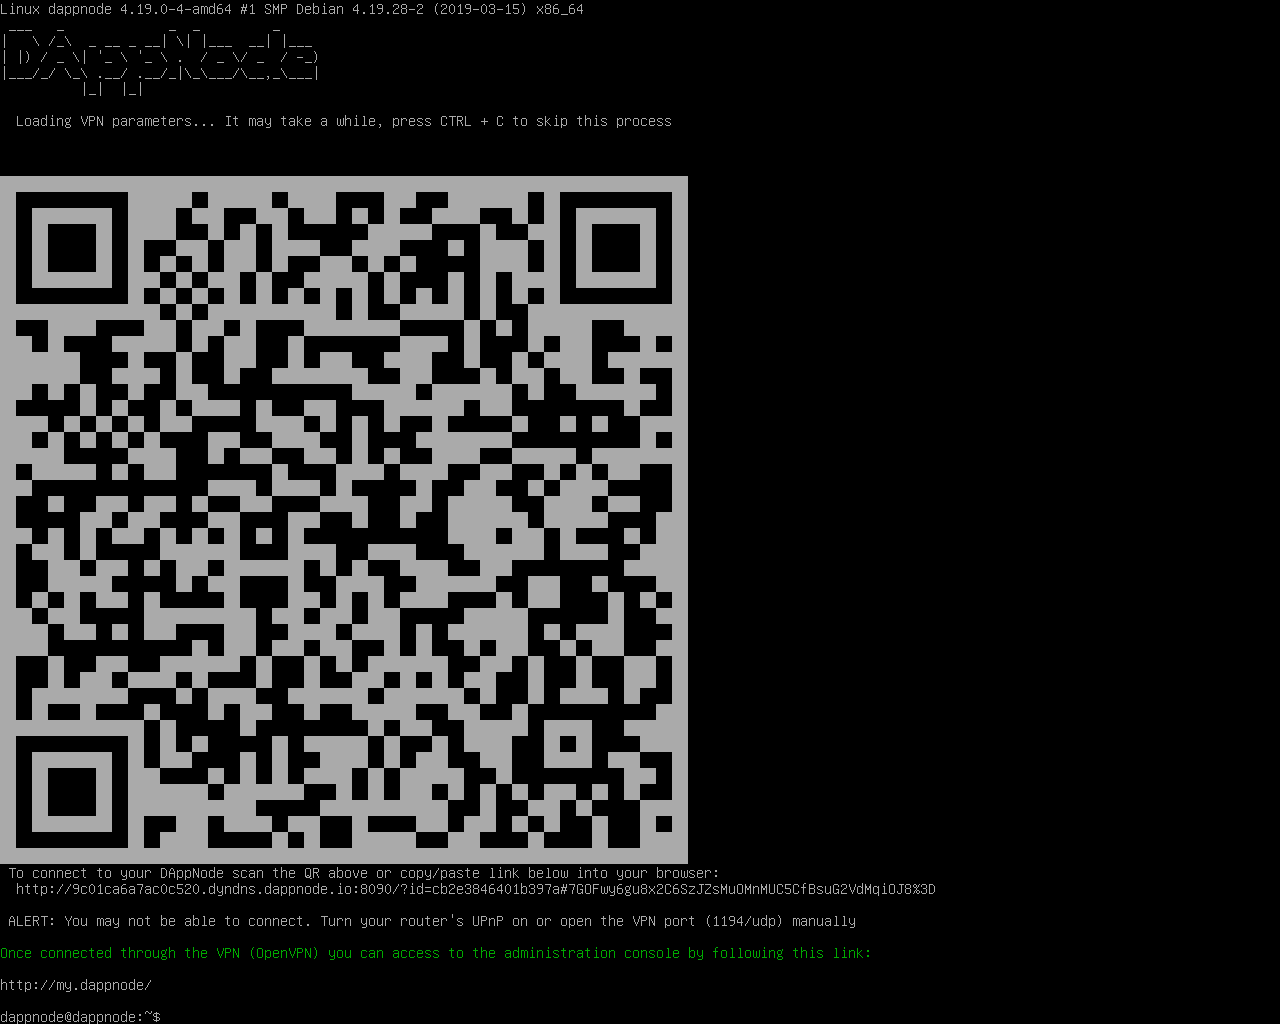 Linux dappnode 4.19.0-4-amd64 #1 SMP Debian 4.19.28-2 (2019-03-15) x86_64
DAppNode
Loading VPN parameters... It may take a while, press CTRL + C to skip this process
To connect to your DAppNode scan the QR above or copy/paste link below into your browser:
http://9c01ca6a7ac0c520.dyndns.dappnode.io:8090/?id=cb2e3846401b397a#7GOFwy6gu8x2C6SzJZsMuOMnMUC5CfBsuG2VdMqiOJ8%3D
ALERT: You may not be able to connect. Turn your router's UPnP on or open the VPN port (1194/udp) manually
Once connected through the VPN (OpenVPN) you can access to the administration console by following this link:
http://my.dappnode/
dappnode@dappnode:~$